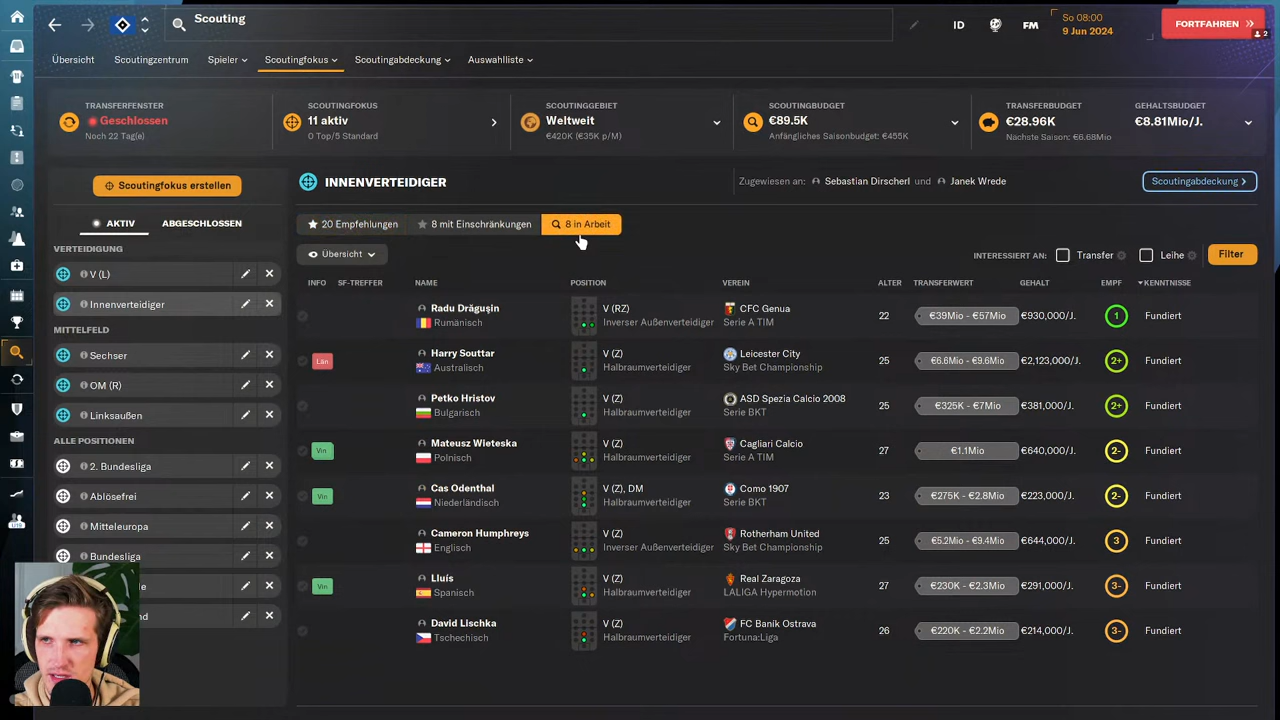 Scouting
ID
FM
So 08:00
9 Jun 2024
FORTFAHREN
2
Übersicht
Scoutingzentrum
Spieler
Scoutingfokus
Scoutingabdeckung
Auswahlliste
TRANSFERFENSTER
Geschlossen
Noch 22 Tag(e)
SCOUTINGFOKUS
11 aktiv
0 Top/5 Standard
SCOUTINGGEBIET
Weltweit
€420K (€35K p/M)
SCOUTINGBUDGET
€89.5K
Anfängliches Saisonbudget: €455K
TRANSFERBUDGET
€28.96K
Nächste Saison: €6.68Mio
GEHALTSBUDGET
€8.81Mio/J.
Scoutingfokus erstellen
AKTIV
ABGESCHLOSSEN
VERTEIDIGUNG
V (L)
Innenverteidiger
MITTELFELD
Sechser
OM (R)
Linksaußen
ALLE POSITIONEN
2. Bundesliga
Ablösefrei
Mitteleuropa
Bundesliga
INNENVERTEIDIGER
Zugewiesen an: Sebastian Dirscherl und Janek Wrede
Scoutingabdeckung
20 Empfehlungen
8 mit Einschränkungen
8 in Arbeit
Übersicht
INTERESSIERT AN: Transfer Leihe
Filter
INFO SF-TREFFER NAME POSITION VEREIN ALTER TRANSFERWERT GEHALT EMPF KENNTNISSE
Radu Drăgușin V (RZ) CFC Genua 22 €39Mio - €57Mio €930,000/J. 1 Fundiert
Rumänisch Inverser Außenverteidiger Serie A TIM
Län Harry Souttar V (Z) Leicester City 25 €6.6Mio - €9.6Mio €2,123,000/J. 2+ Fundiert
Australisch Halbraumverteidiger Sky Bet Championship
Petko Hristov V (Z) ASD Spezia Calcio 2008 25 €325K - €7Mio €381,000/J. 2+ Fundiert
Bulgarisch Halbraumverteidiger Serie BKT
Vin Mateusz Wieteska V (Z) Cagliari Calcio 27 €1.1Mio €640,000/J. 2- Fundiert
Polnisch Halbraumverteidiger Serie A TIM
Vin Cas Odenthal V (Z), DM Como 1907 23 €275K - €2.8Mio €223,000/J. 2- Fundiert
Niederländisch Halbraumverteidiger Serie BKT
Cameron Humphreys V (Z) Rotherham United 25 €5.2Mio - €9.4Mio €644,000/J. 3 Fundiert
Englisch Inverser Außenverteidiger Sky Bet Championship
Vin Lluís V (Z) Real Zaragoza 27 €230K - €2.3Mio €291,000/J. 3- Fundiert
Spanisch Halbraumverteidiger LALIGA Hypermotion
David Lischka V (Z) FC Baník Ostrava 26 €220K - €2.2Mio €214,000/J. 3- Fundiert
Tschechisch Halbraumverteidiger Fortuna:Liga